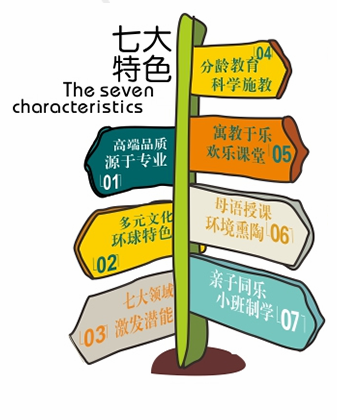 七大
特色
The seven
characteristics
高端品质
源于专业
01
多元文化
环球特色
02
七大领域
激发潜能
03
04
分龄教育
科学施教
寓教于乐
欢乐课堂
05
母语授课
环境熏陶
06
亲子同乐
小班制学
07